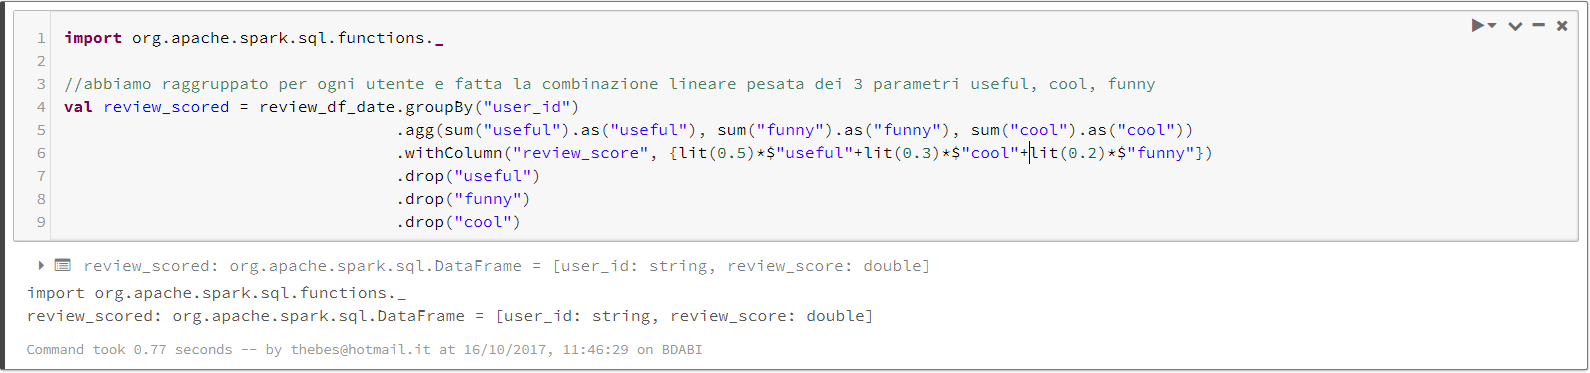 1 import org.apache.spark.sql.functions._
2
3 //abbiamo raggruppato per ogni utente e fatta la combinazione lineare pesata dei 3 parametri useful, cool, funny
4 val review_scored = review_df_date.groupBy("user_id")
5 .agg(sum("useful").as("useful"), sum("funny").as("funny"), sum("cool").as("cool"))
6 .withColumn("review_score", {lit(0.5)*$"useful"+lit(0.3)*$"cool"+lit(0.2)*$"funny"})
7 .drop("useful")
8 .drop("funny")
9 .drop("cool")
review_scored: org.apache.spark.sql.DataFrame = [user_id: string, review_score: double]
import org.apache.spark.sql.functions._
review_scored: org.apache.spark.sql.DataFrame = [user_id: string, review_score: double]
Command took 0.77 seconds -- by thebes@hotmail.it at 16/10/2017, 11:46:29 on BDABI